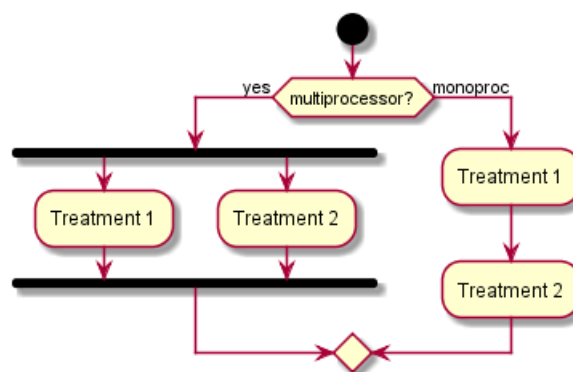 multiprocessor?
yes
monoproc
Treatment 1
Treatment 2
Treatment 1
Treatment 2